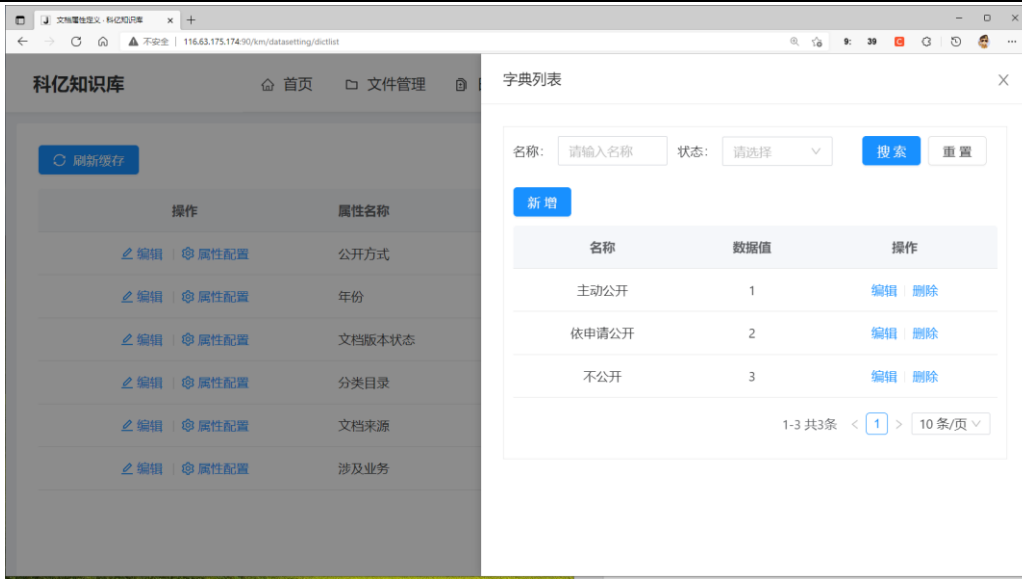 文档属性定义 - 科亿知识库
不安全 | 116.63.175.174:90/km/datasetting/dictlist
科亿知识库 首页 文件管理
字典列表
刷新缓存
名称: 请输入名称 状态: 请选择 搜索 重置
新增
操作 属性名称
编辑 属性配置 公开方式
编辑 属性配置 年份
编辑 属性配置 文档版本状态
编辑 属性配置 分类目录
编辑 属性配置 文档来源
编辑 属性配置 涉及业务
名称 数据值 操作
主动公开 1 编辑 删除
依申请公开 2 编辑 删除
不公开 3 编辑 删除
1-3 共3条 < 1 > 10 条/页